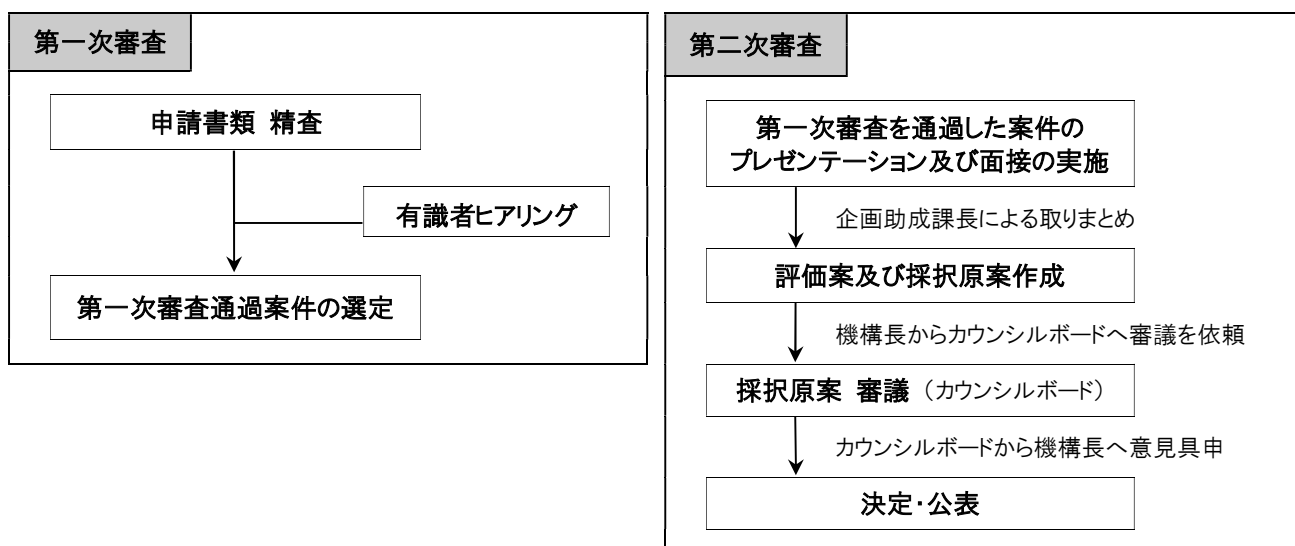 第一次審査
申請書類 精査
有識者ヒアリング
第一次審査通過案件の選定
第二次審査
第一次審査を通過した案件の
プレゼンテーション及び面接の実施
企画助成課長による取りまとめ
評価案及び採択原案作成
機構長からカウンシルボードへ審議を依頼
採択原案 審議（カウンシルボード）
カウンシルボードから機構長へ意見具申
決定・公表